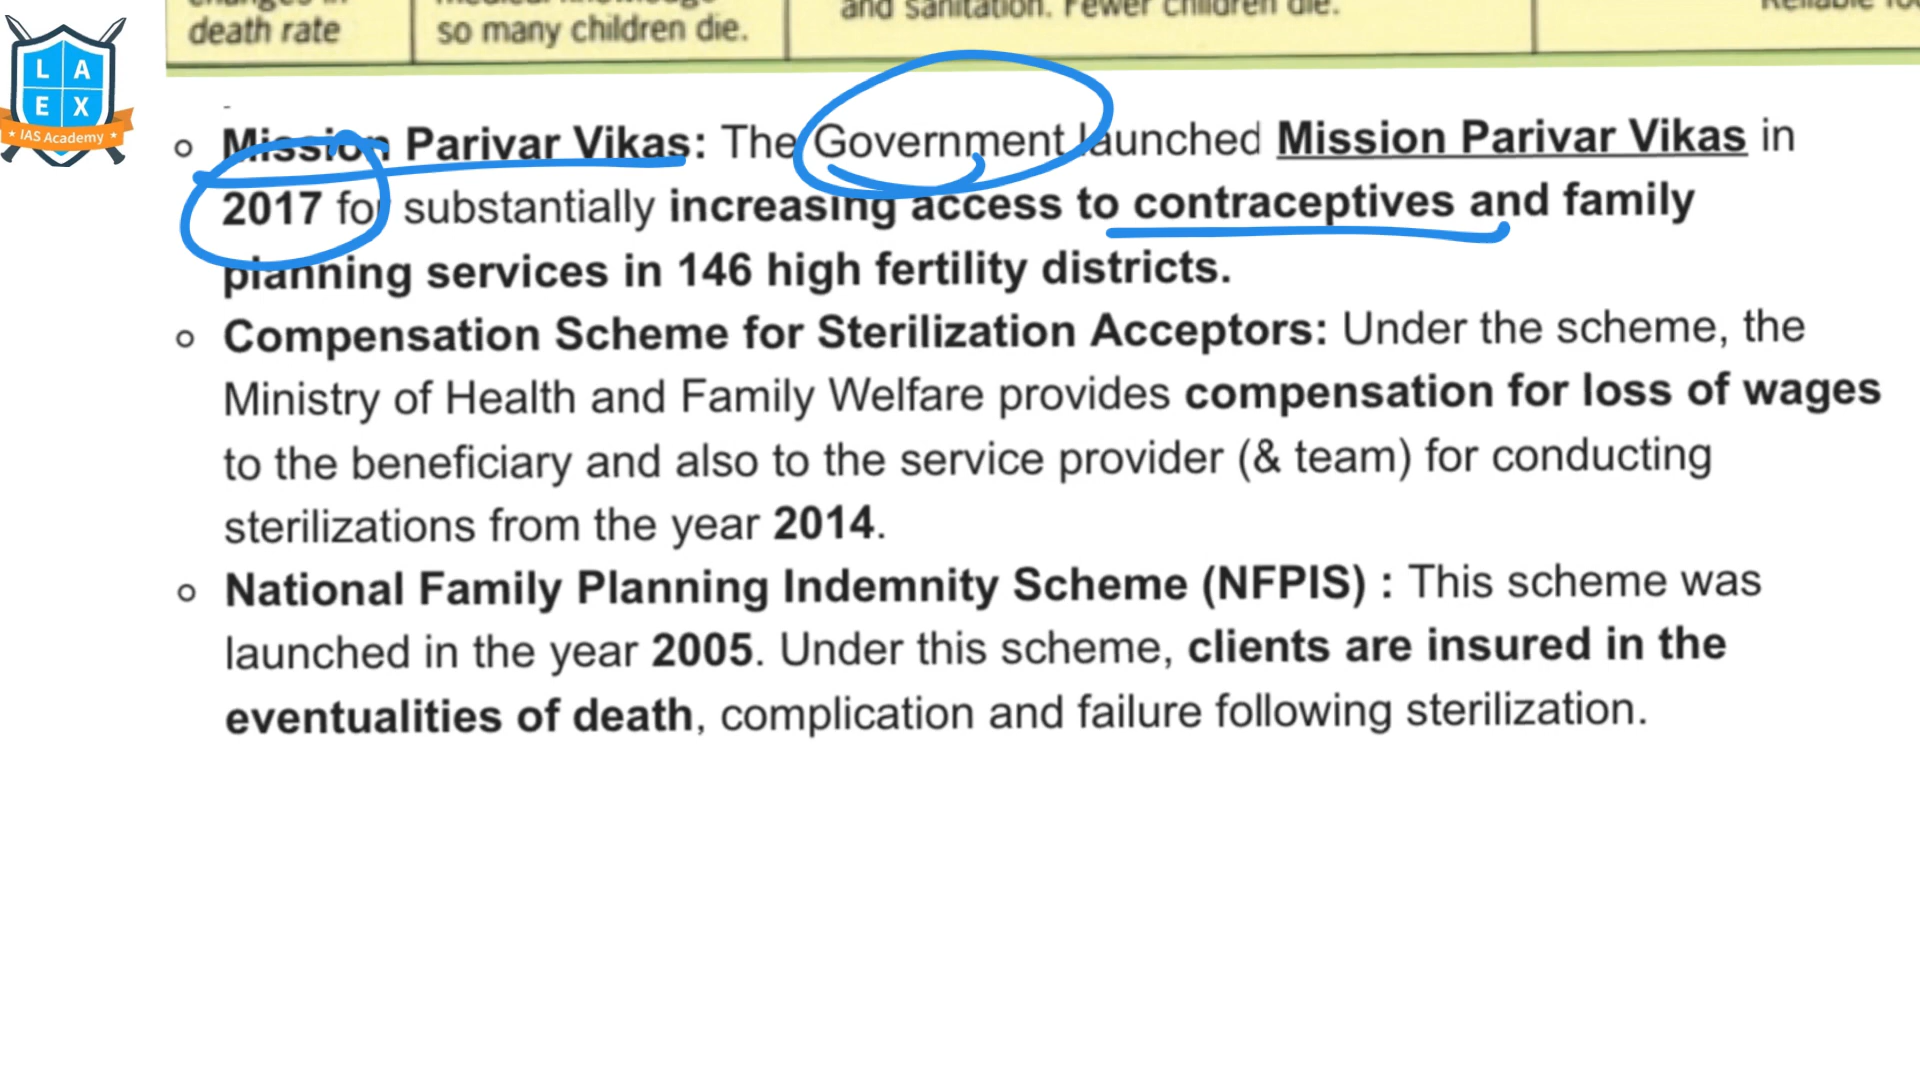 L A
E X
IAS Academy
death rate
so many children die.
and sanitation. Fewer children die.
Mission Parivar Vikas: The Government launched Mission Parivar Vikas in
2017 for substantially increasing access to contraceptives and family
planning services in 146 high fertility districts.
Compensation Scheme for Sterilization Acceptors: Under the scheme, the
Ministry of Health and Family Welfare provides compensation for loss of wages
to the beneficiary and also to the service provider (& team) for conducting
sterilizations from the year 2014.
National Family Planning Indemnity Scheme (NFPIS) : This scheme was
launched in the year 2005. Under this scheme, clients are insured in the
eventualities of death, complication and failure following sterilization.